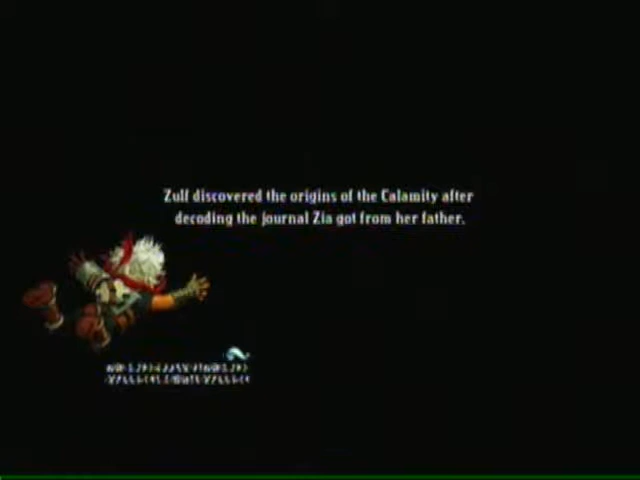 Zulf discovered the origins of the Calamity after
decoding the journal Zia got from her father.